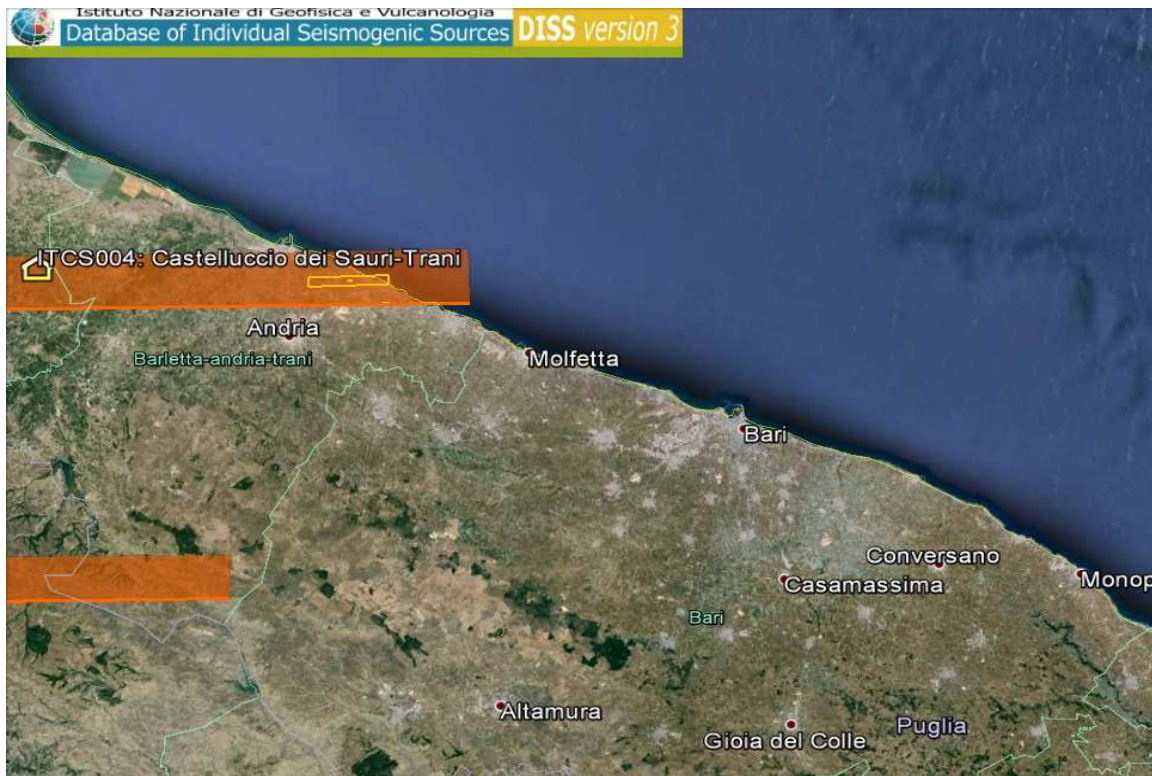 Istituto Nazionale di Geofisica e Vulcanologia
Database of Individual Seismogenic Sources DISS version 3
ITCS004: Castelluccio dei Sauri-Trani
Andria
Barletta-andria-trani
Molfetta
Bari
Conversano
Casamassima
Monop
Bari
Altamura
Puglia
Gioia del Colle